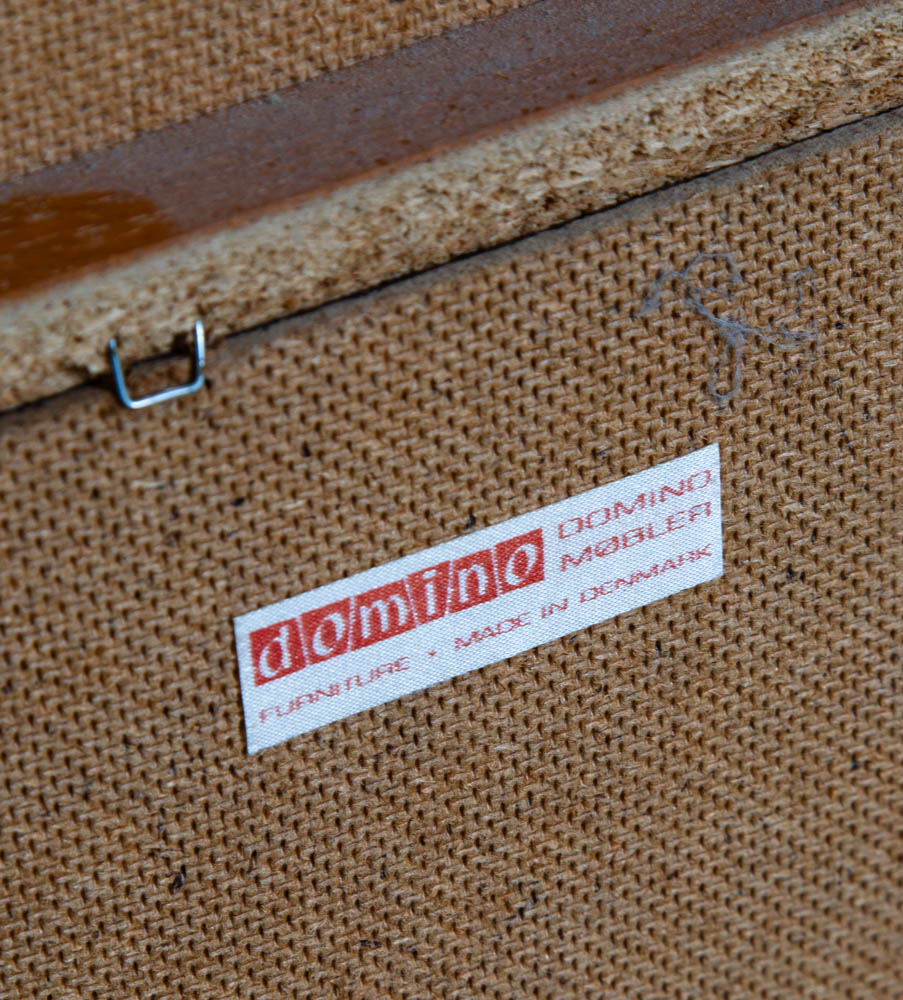 domino DOMINO
MØBLER
FURNITURE · MADE IN DENMARK